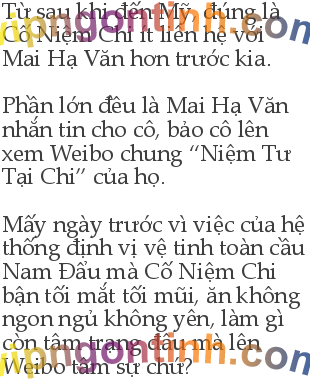 Từ sau khi đến Mỹ, đúng là
Cố Niệm Chi ít liên hệ với
Mai Hạ Văn hơn trước kia.
Phần lớn đều là Mai Hạ Văn
nhắn tin cho cô, bảo cô lên
xem Weibo chung “Niệm Tư
Tại Chi” của họ.
Mấy ngày trước vì việc của hệ
thống định vị vệ tinh toàn cầu
Nam Đẩu mà Cố Niệm Chi
bận tối mắt tối mũi, ăn không
ngon ngủ không yên, làm gì
còn tâm trạng đâu mà lên
Weibo tâm sự chứ?